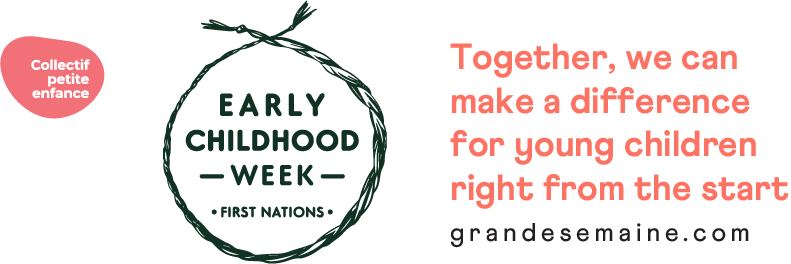 Collectif
petite
enfance
EARLY
CHILDHOOD
— WEEK —
• FIRST NATIONS •
Together, we can
make a difference
for young children
right from the start
grandesemaine.com